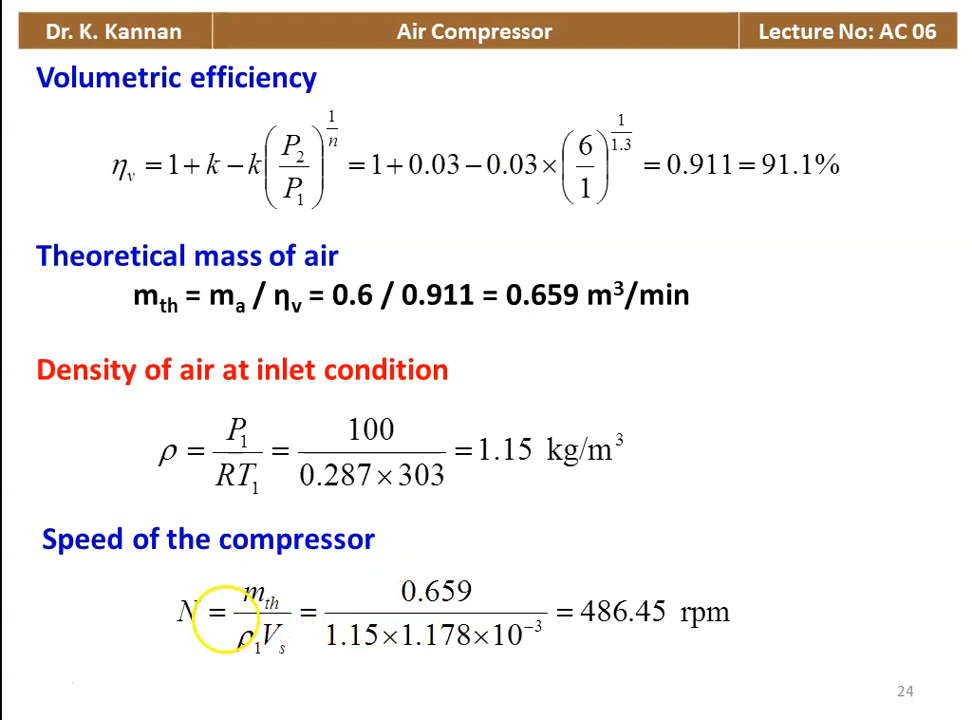 Dr. K. Kannan Air Compressor Lecture No: AC 06
Volumetric efficiency
η_v = 1 + k − k (P_2 / P_1)^(1/n) = 1 + 0.03 − 0.03 × (6 / 1)^(1/1.3) = 0.911 = 91.1%
Theoretical mass of air
m_th = m_a / η_v = 0.6 / 0.911 = 0.659 m³/min
Density of air at inlet condition
ρ = P_1 / RT_1 = 100 / 0.287 × 303 = 1.15 kg/m³
Speed of the compressor
N = m_th / ρ_1 V_s = 0.659 / 1.15 × 1.178 × 10⁻³ = 486.45 rpm
24